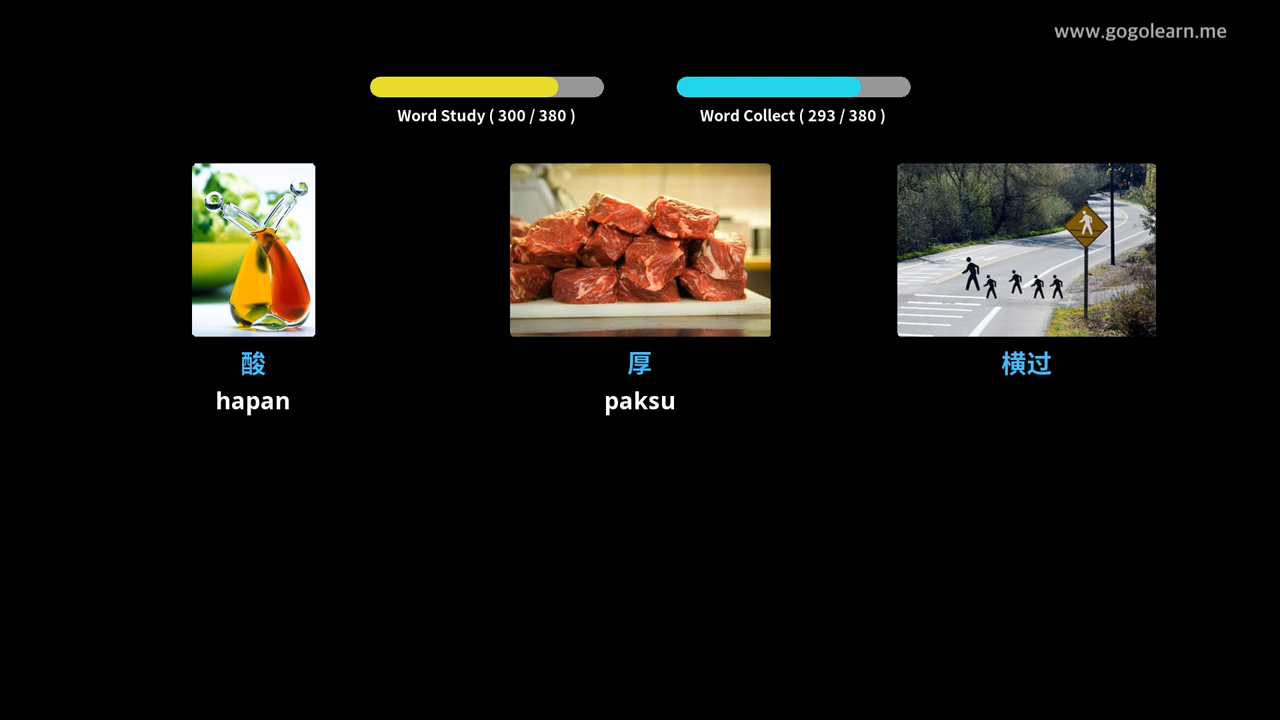 www.gogolearn.me
Word Study ( 300 / 380 )
Word Collect ( 293 / 380 )
酸
hapan
厚
paksu
横过